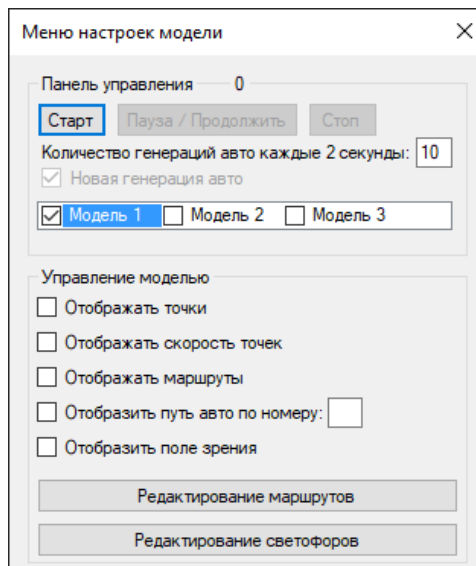 Меню настроек модели
Панель управления 0
Старт Пауза / Продолжить Стоп
Количество генераций авто каждые 2 секунды: 10
Новая генерация авто
Модель 1 Модель 2 Модель 3
Управление моделью
Отображать точки
Отображать скорость точек
Отображать маршруты
Отобразить путь авто по номеру:
Отобразить поле зрения
Редактирование маршрутов
Редактирование светофоров